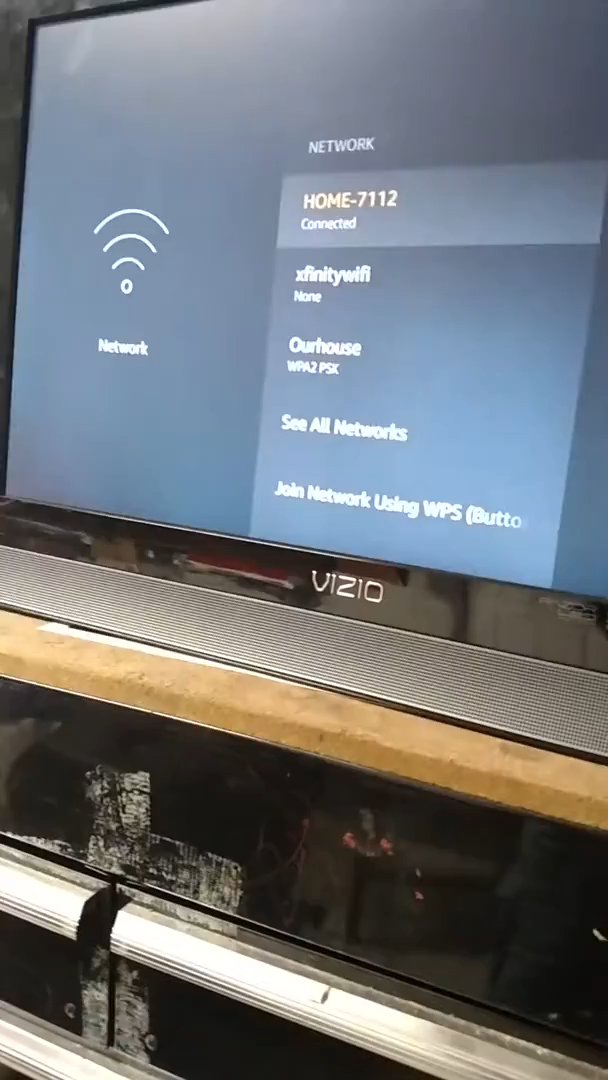 NETWORK
HOME-7112
Connected
xfinitywifi
None
Ourhouse
WPA2 PSK
Network
See All Networks
Join Network Using WPS (Butto
VIZIO